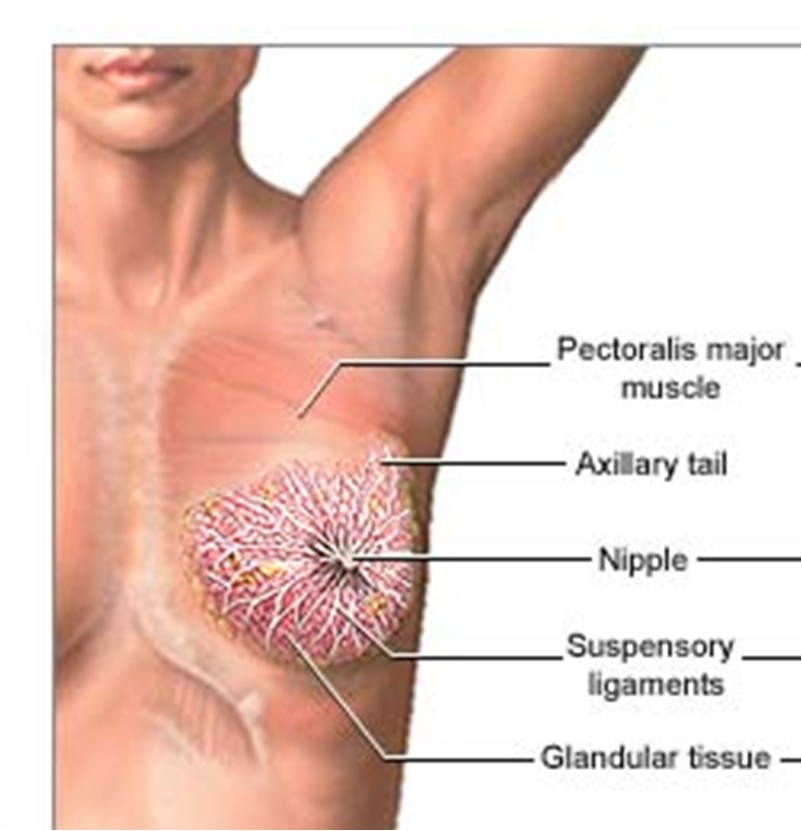 Pectoralis major
muscle
Axillary tail
Nipple
Suspensory
ligaments
Glandular tissue